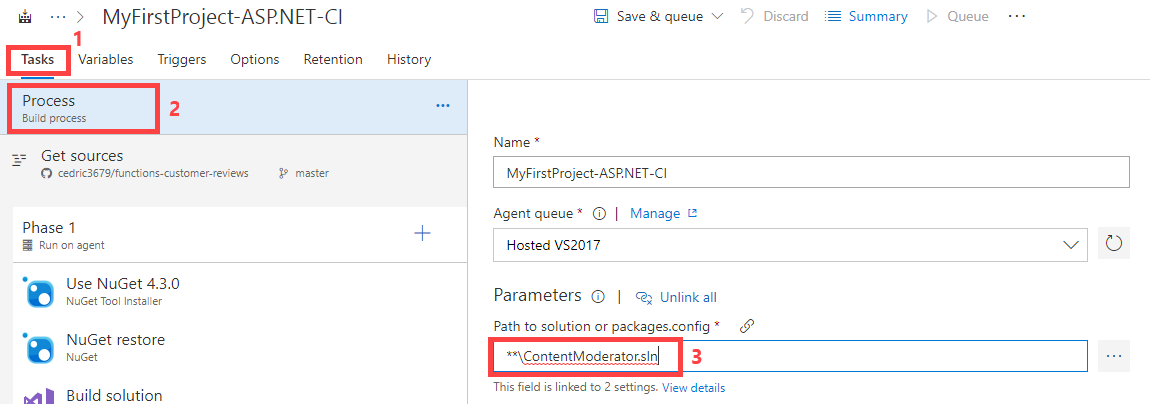 MyFirstProject-ASP.NET-CI
Save & queue
Discard
Summary
Queue
1
Tasks
Variables
Triggers
Options
Retention
History
Process
Build process
2
Get sources
cedric3679/functions-customer-reviews
master
Phase 1
Run on agent
Use NuGet 4.3.0
NuGet Tool Installer
NuGet restore
NuGet
Build solution
Name *
MyFirstProject-ASP.NET-CI
Agent queue * | Manage
Hosted VS2017
Parameters | Unlink all
Path to solution or packages.config *
**\ContentModerator.sln
3
This field is linked to 2 settings. View details